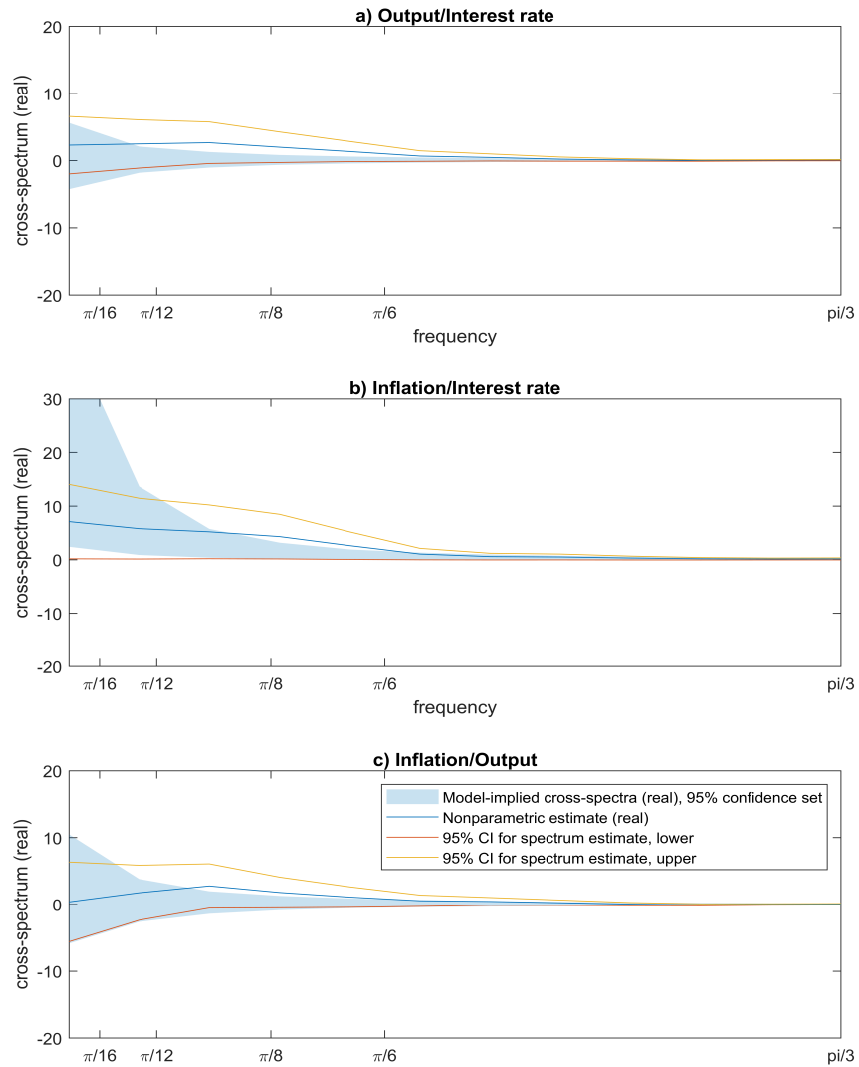 a) Output/Interest rate
cross-spectrum (real)
20
10
0
-10
-20
π/16
π/12
π/8
π/6
pi/3
frequency
b) Inflation/Interest rate
cross-spectrum (real)
30
20
10
0
-10
-20
π/16
π/12
π/8
π/6
pi/3
frequency
c) Inflation/Output
cross-spectrum (real)
20
10
0
-10
-20
Model-implied cross-spectra (real), 95% confidence set
Nonparametric estimate (real)
95% CI for spectrum estimate, lower
95% CI for spectrum estimate, upper
π/16
π/12
π/8
π/6
pi/3